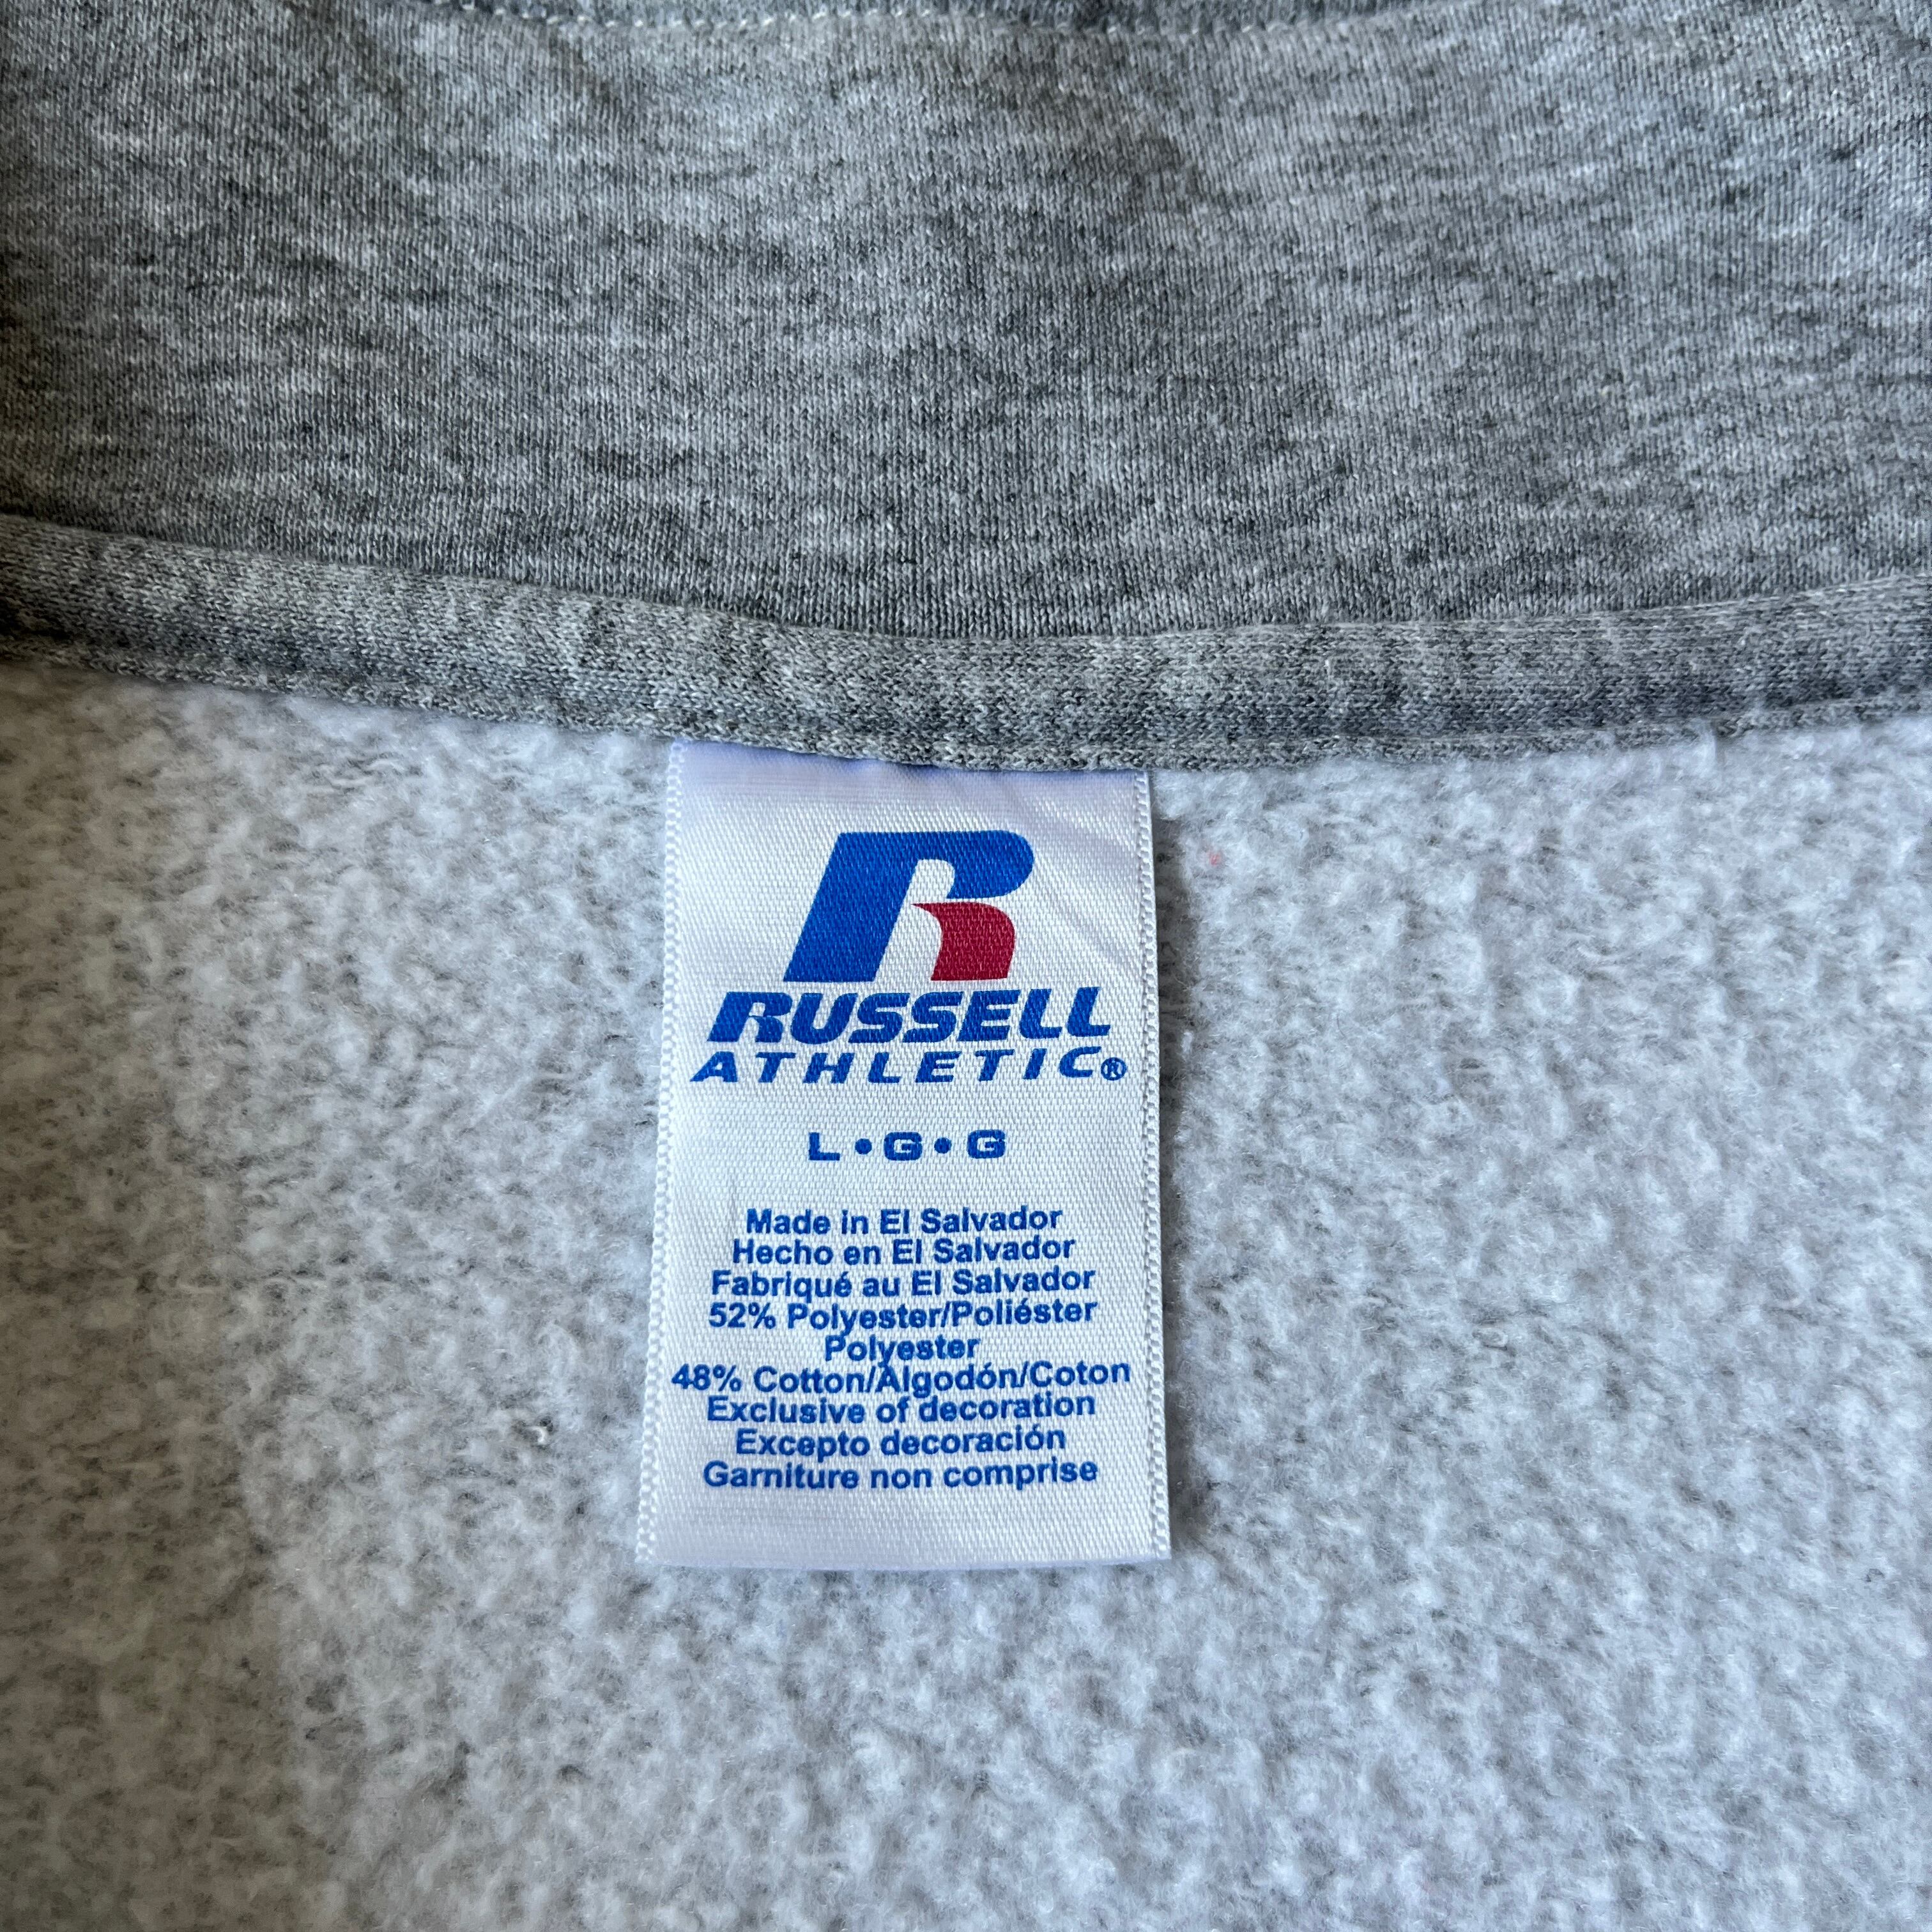 R
RUSSELL
ATHLETIC®
L•G•G
Made in El Salvador
Hecho en El Salvador
Fabriqué au El Salvador
52% Polyester/Poliéster
Polyester
48% Cotton/Algodón/Coton
Exclusive of decoration
Excepto decoración
Garniture non comprise